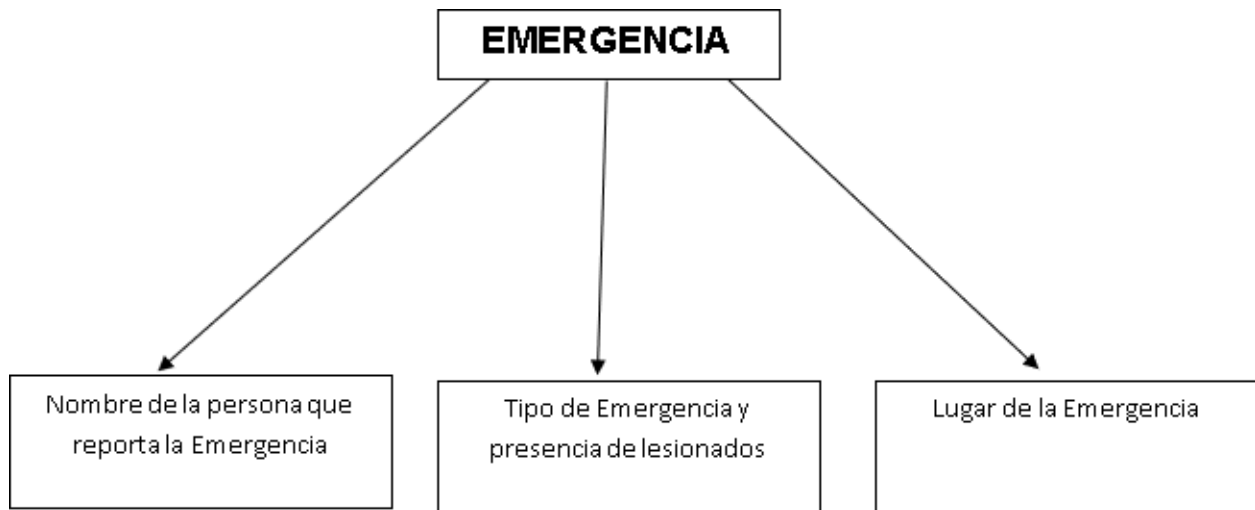 EMERGENCIA
Nombre de la persona que
reporta la Emergencia
Tipo de Emergencia y
presencia de lesionados
Lugar de la Emergencia